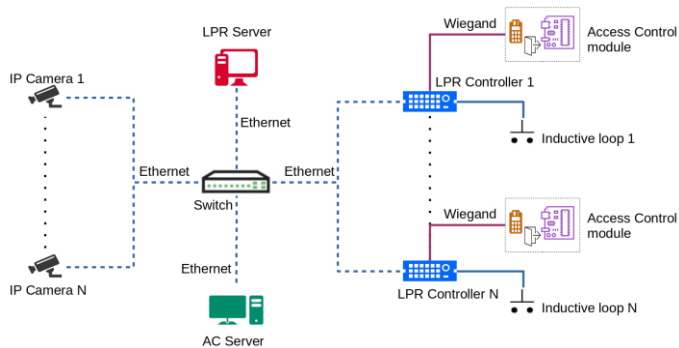 LPR Server
Wiegand
Access Control
module
IP Camera 1
LPR Controller 1
Ethernet
Inductive loop 1
Ethernet
Ethernet
Switch
Wiegand
Access Control
module
Ethernet
IP Camera N
LPR Controller N
Inductive loop N
AC Server